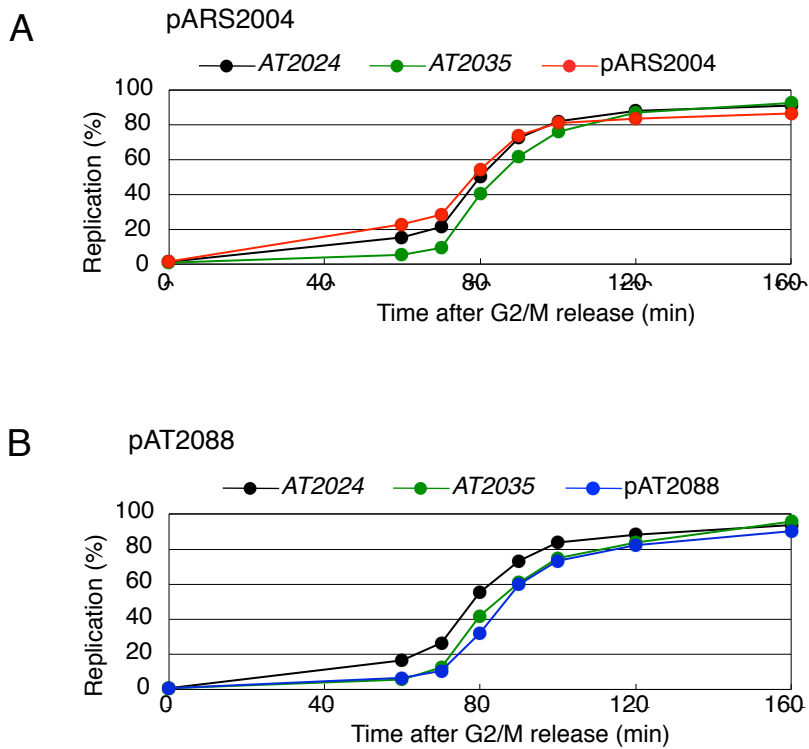 A
pARS2004
AT2024 AT2035 pARS2004
Replication (%)
100
80
60
40
20
0
0 40 80 120 160
Time after G2/M release (min)
B
pAT2088
AT2024 AT2035 pAT2088
Replication (%)
100
80
60
40
20
0
0 40 80 120 160
Time after G2/M release (min)